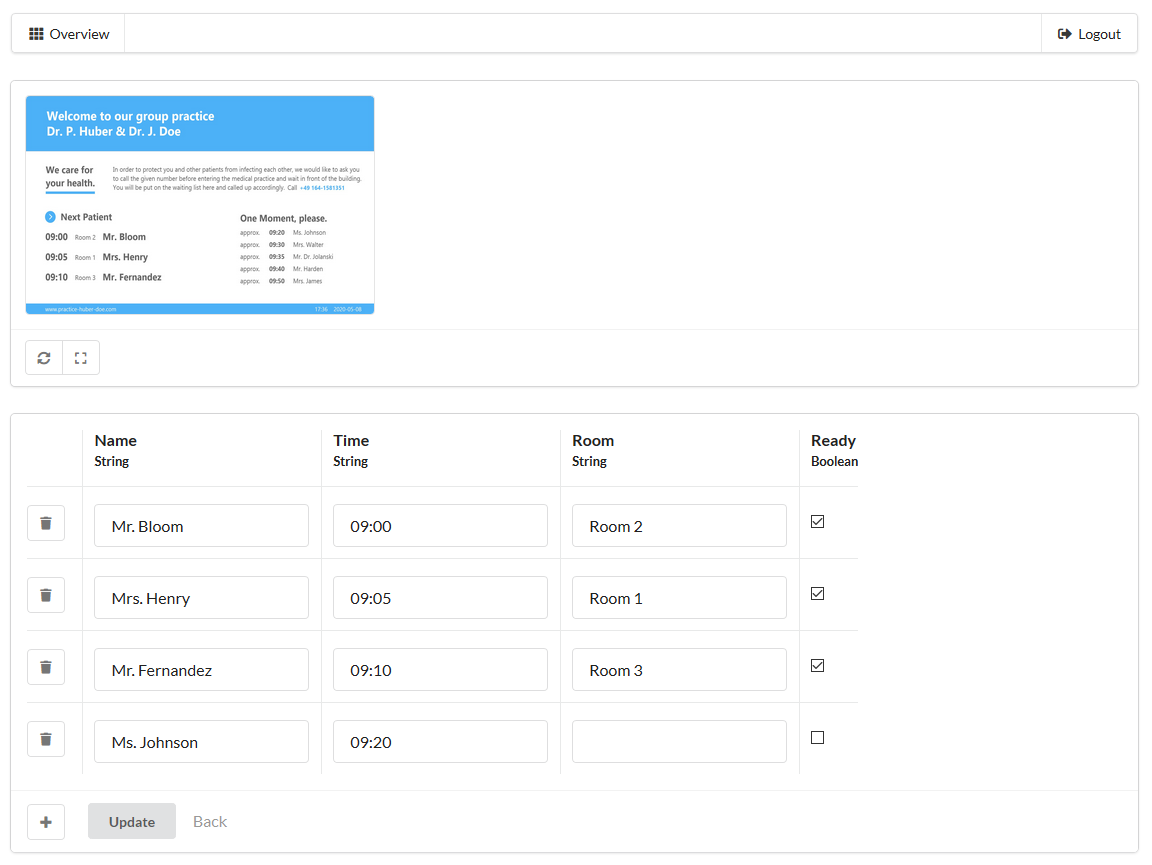 Overview
Logout
Welcome to our group practice
Dr. P. Huber & Dr. J. Doe
We care for
your health.
In order to protect you and other patients from infecting each other, we would like to ask you
to call the given number before entering the medical practice and wait in front of the building.
You will be put on the waiting list here and called up accordingly. Call +49 164-1581351
Next Patient
09:00 Room 2 Mr. Bloom
09:05 Room 1 Mrs. Henry
09:10 Room 3 Mr. Fernandez
One Moment, please.
approx. 09:20 Ms. Johnson
approx. 09:30 Mrs. Walter
approx. 09:35 Mr. Dr. Jolanski
approx. 09:40 Mr. Harden
approx. 09:50 Mrs. James
www.practice-huber-doe.com 17:36 2020-05-08
Name Time Room Ready
String String String Boolean
Mr. Bloom 09:00 Room 2
Mrs. Henry 09:05 Room 1
Mr. Fernandez 09:10 Room 3
Ms. Johnson 09:20
Update Back